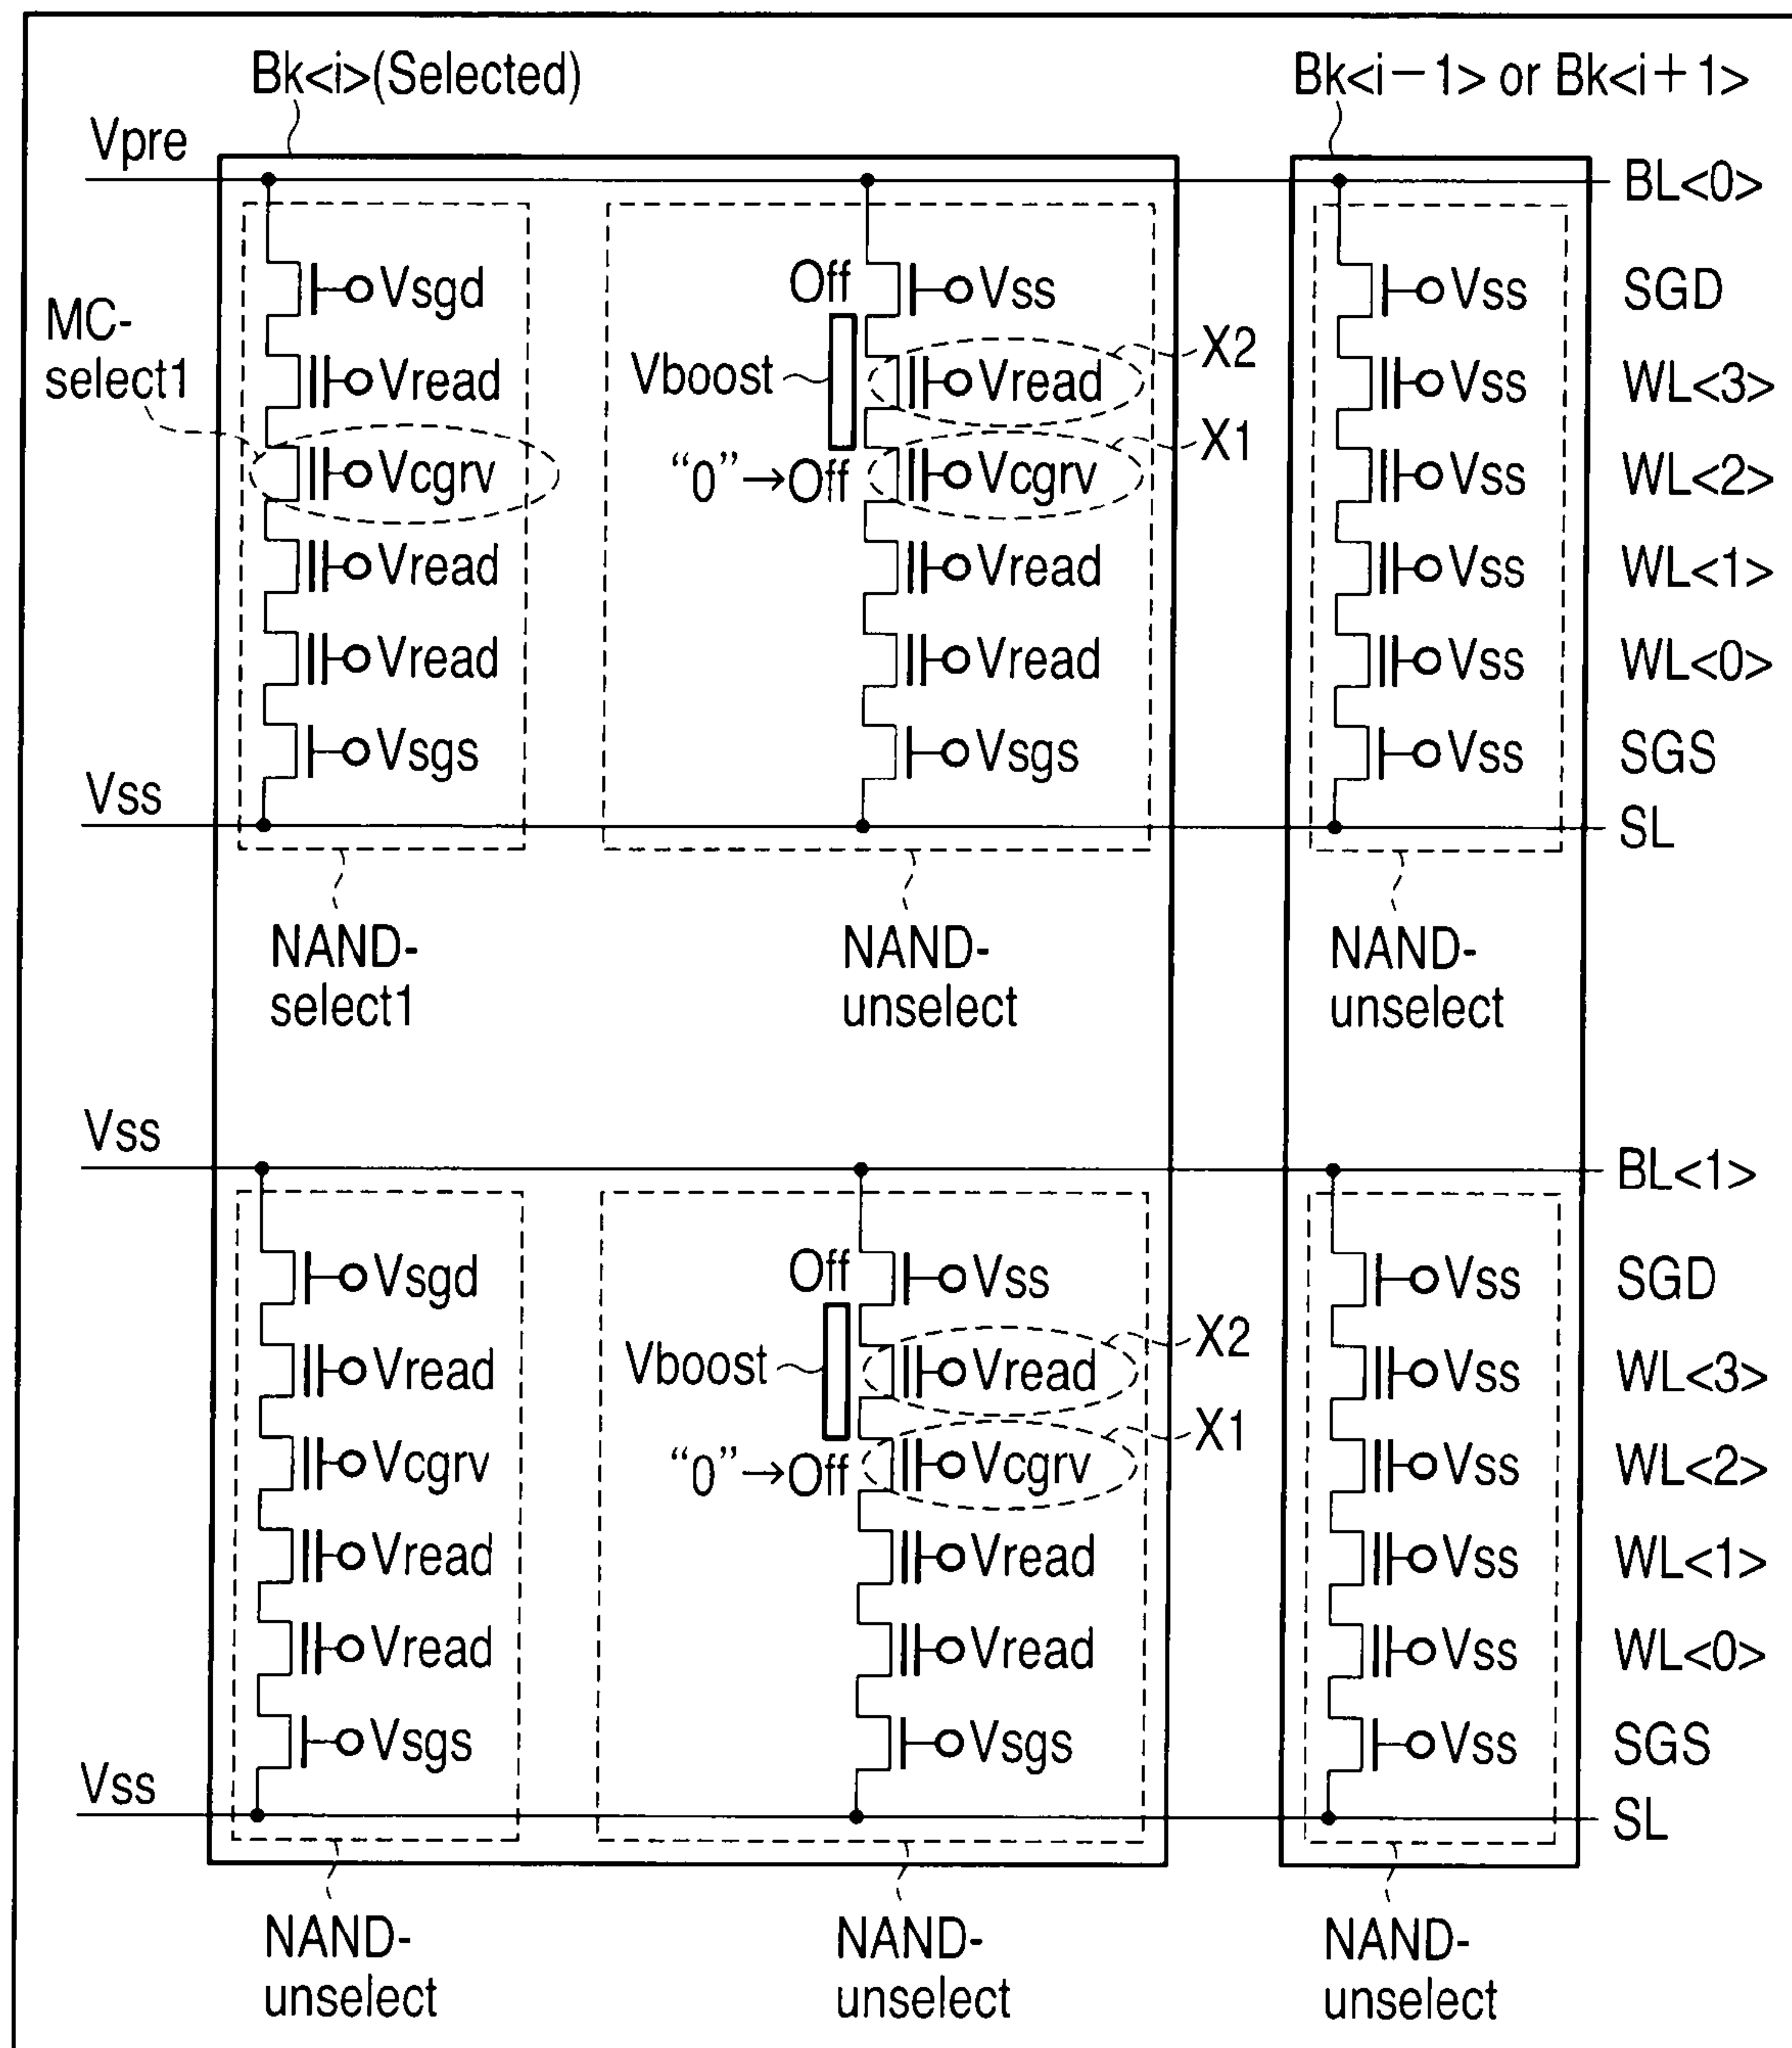 Bk<i>(Selected)
Bk<i−1> or Bk<i+1>
Vpre
BL<0>
Vsgd
Off
Vss
Vss
SGD
MC-
select1
Vread
Vboost
Vread
X2
Vss
WL<3>
Vcgrv
“0”→Off
Vcgrv
X1
Vss
WL<2>
Vread
Vread
Vss
WL<1>
Vread
Vread
Vss
WL<0>
Vsgs
Vsgs
Vss
SGS
Vss
SL
NAND-
select1
NAND-
unselect
NAND-
unselect
Vss
BL<1>
Vsgd
Off
Vss
Vss
SGD
Vread
Vboost
Vread
X2
Vss
WL<3>
Vcgrv
“0”→Off
Vcgrv
X1
Vss
WL<2>
Vread
Vread
Vss
WL<1>
Vread
Vread
Vss
WL<0>
Vsgs
Vsgs
Vss
SGS
Vss
SL
NAND-
unselect
NAND-
unselect
NAND-
unselect